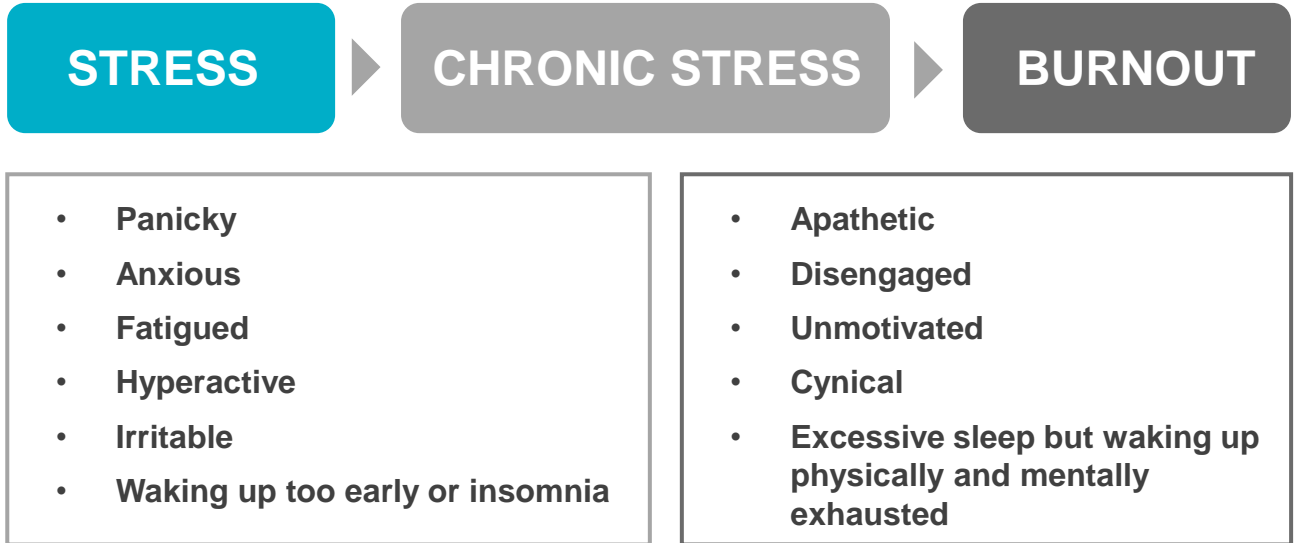 STRESS
CHRONIC STRESS
BURNOUT
• Panicky
• Anxious
• Fatigued
• Hyperactive
• Irritable
• Waking up too early or insomnia
• Apathetic
• Disengaged
• Unmotivated
• Cynical
• Excessive sleep but waking up
physically and mentally
exhausted